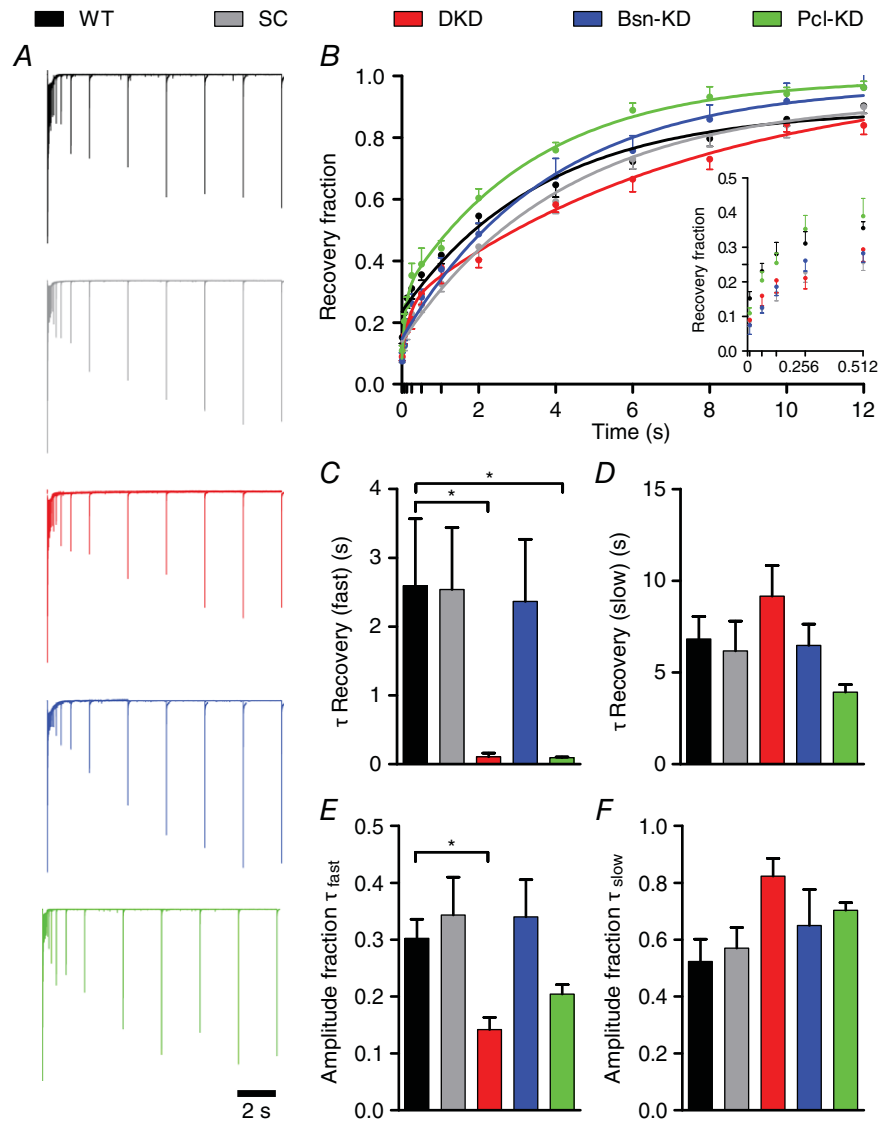 WT SC DKD Bsn-KD Pcl-KD
A
2 s
B
Recovery fraction
1.0
0.8
0.6
0.4
0.2
0.0
0 2 4 6 8 10 12
Time (s)
Recovery fraction
0.5
0.4
0.3
0.2
0.1
0.0
0 0.256 0.512
C
τ Recovery (fast) (s)
4
3
2
1
0
*
*
D
τ Recovery (slow) (s)
15
10
5
0
E
Amplitude fraction τ fast
0.5
0.4
0.3
0.2
0.1
0.0
*
F
Amplitude fraction τ slow
1.0
0.8
0.6
0.4
0.2
0.0